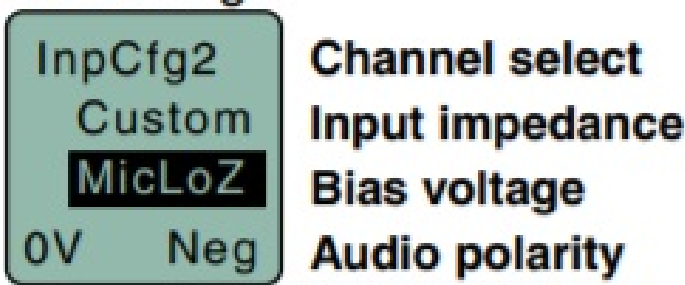 InpCfg2 Channel select
Custom Input impedance
MicLoZ Bias voltage
0V Neg Audio polarity